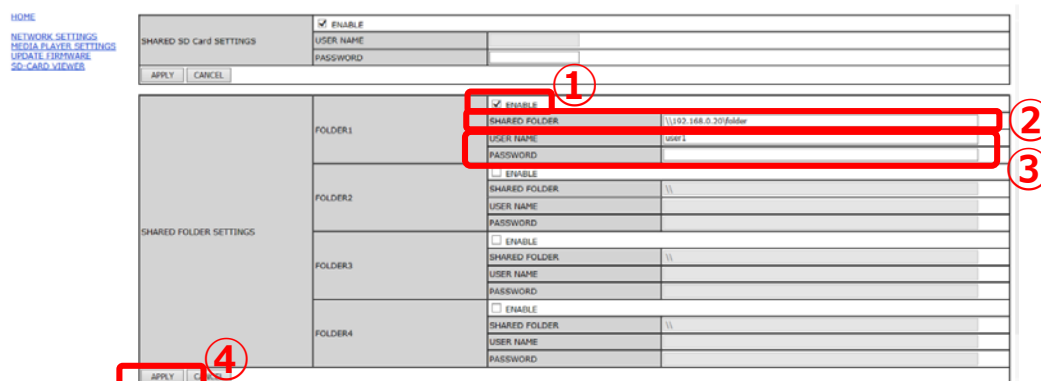 HOME
NETWORK SETTINGS
MEDIA PLAYER SETTINGS
UPDATE FIRMWARE
SD-CARD VIEWER
SHARED SD Card SETTINGS
ENABLE
USER NAME
PASSWORD
APPLY CANCEL
①
SHARED FOLDER SETTINGS
FOLDER1
ENABLE
SHARED FOLDER \\192.168.0.20\folder
②
USER NAME user1
PASSWORD
③
FOLDER2
ENABLE
SHARED FOLDER \\
USER NAME
PASSWORD
FOLDER3
ENABLE
SHARED FOLDER \\
USER NAME
PASSWORD
FOLDER4
ENABLE
SHARED FOLDER \\
USER NAME
PASSWORD
④
APPLY CANCEL